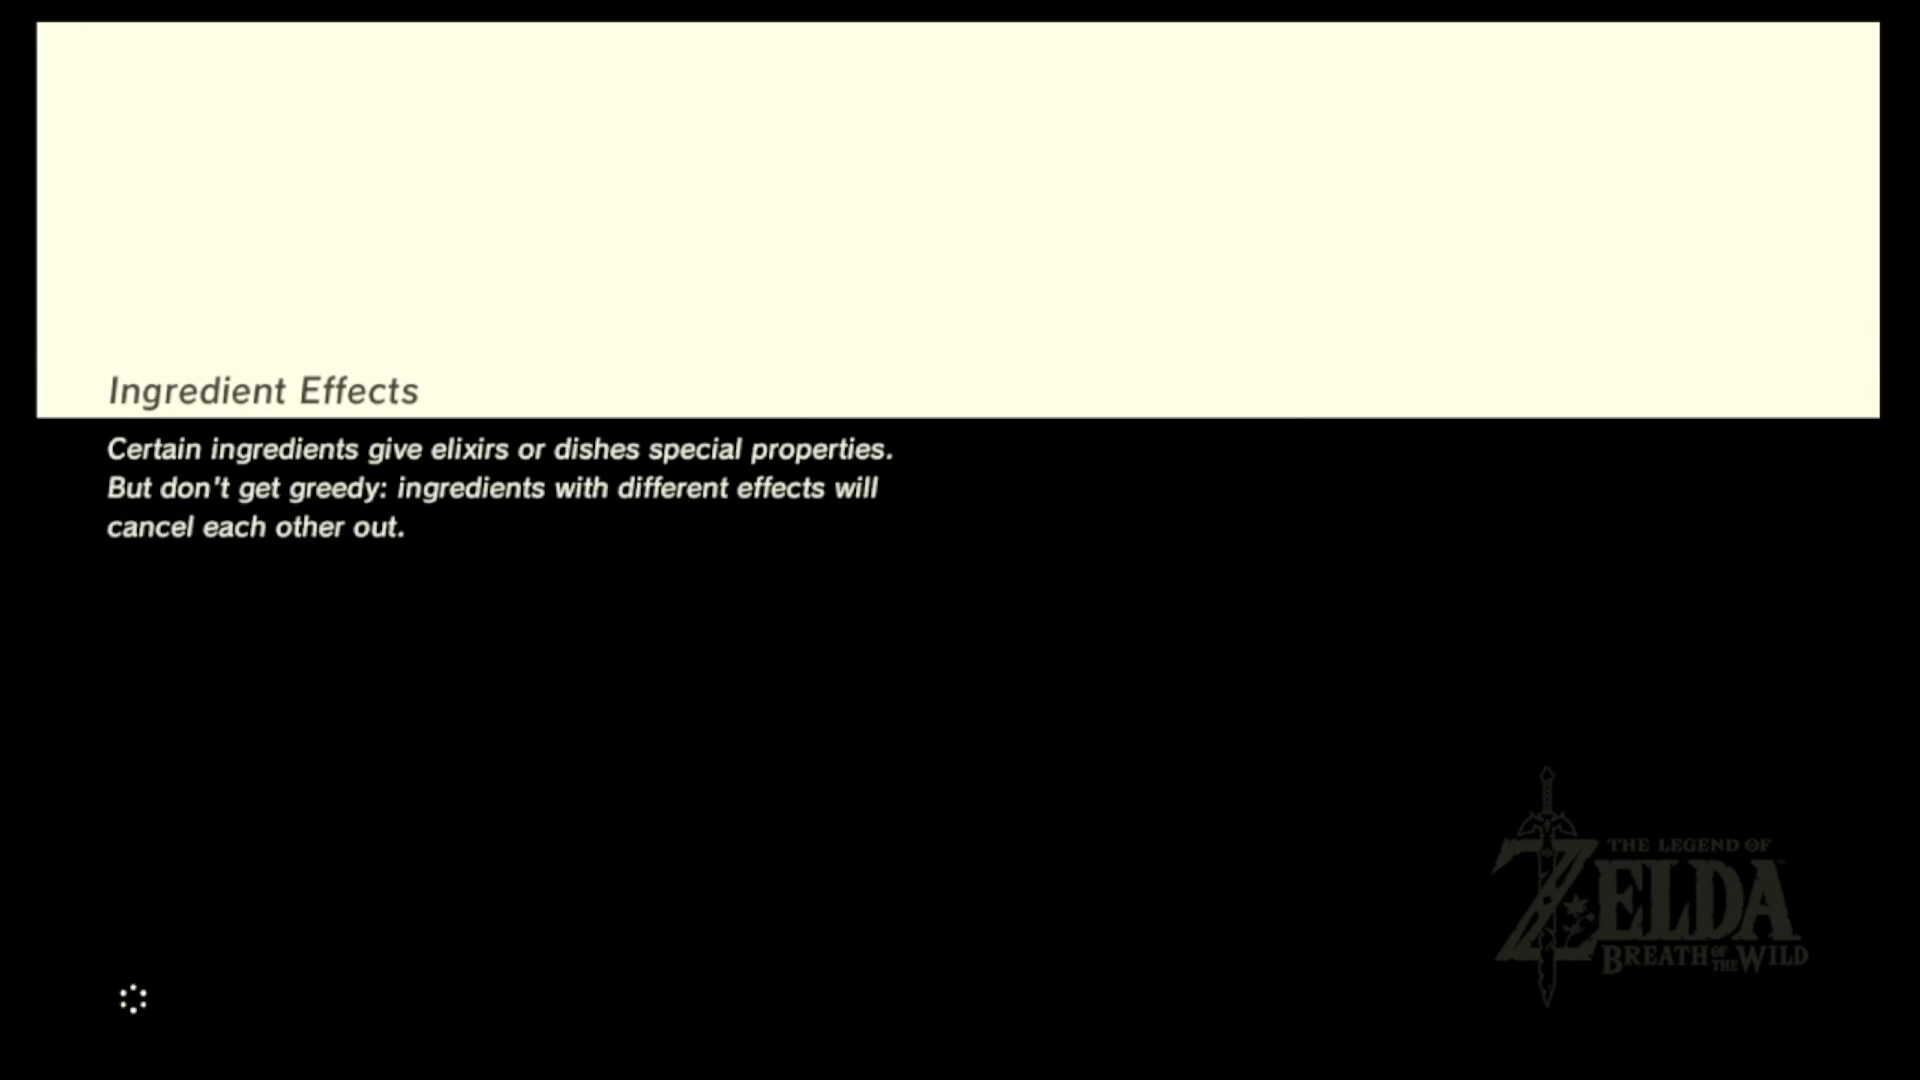 Ingredient Effects
Certain ingredients give elixirs or dishes special properties.
But don't get greedy: ingredients with different effects will
cancel each other out.
THE LEGEND OF
ZELDA
BREATH OF THE WILD